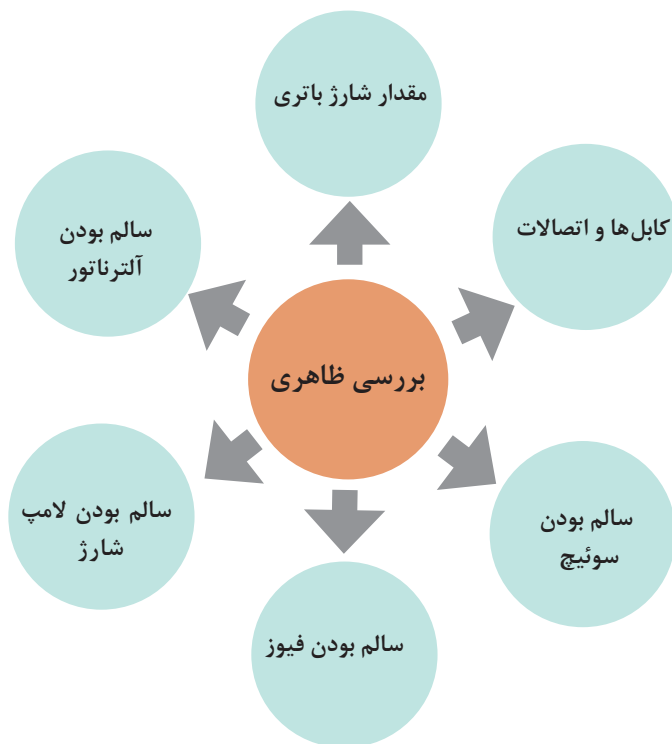 مقدار شارژ باتری
کابل‌ها و اتصالات
سالم بودن
آلترناتور
بررسی ظاهری
سالم بودن لامپ
شارژ
سالم بودن
سوئیچ
سالم بودن فیوز